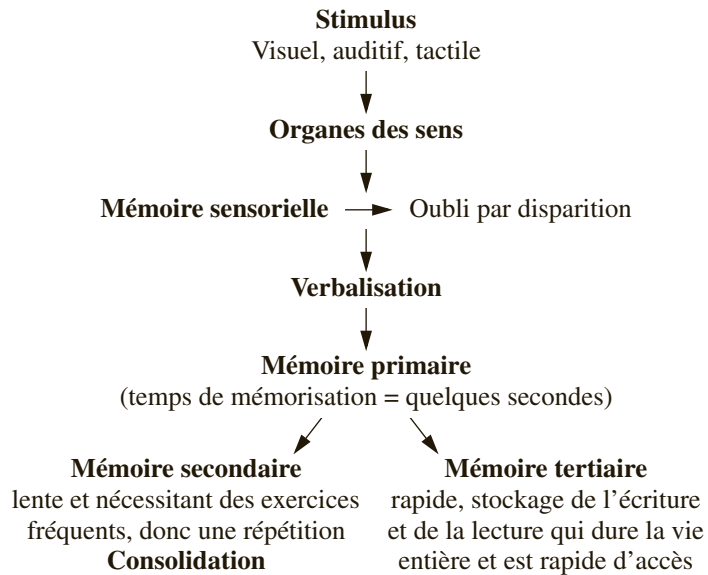 Stimulus
Visuel, auditif, tactile
Organes des sens
Mémoire sensorielle
Oubli par disparition
Verbalisation
Mémoire primaire
(temps de mémorisation = quelques secondes)
Mémoire secondaire
lente et nécessitant des exercices
fréquents, donc une répétition
Consolidation
Mémoire tertiaire
rapide, stockage de l’écriture
et de la lecture qui dure la vie
entière et est rapide d’accès